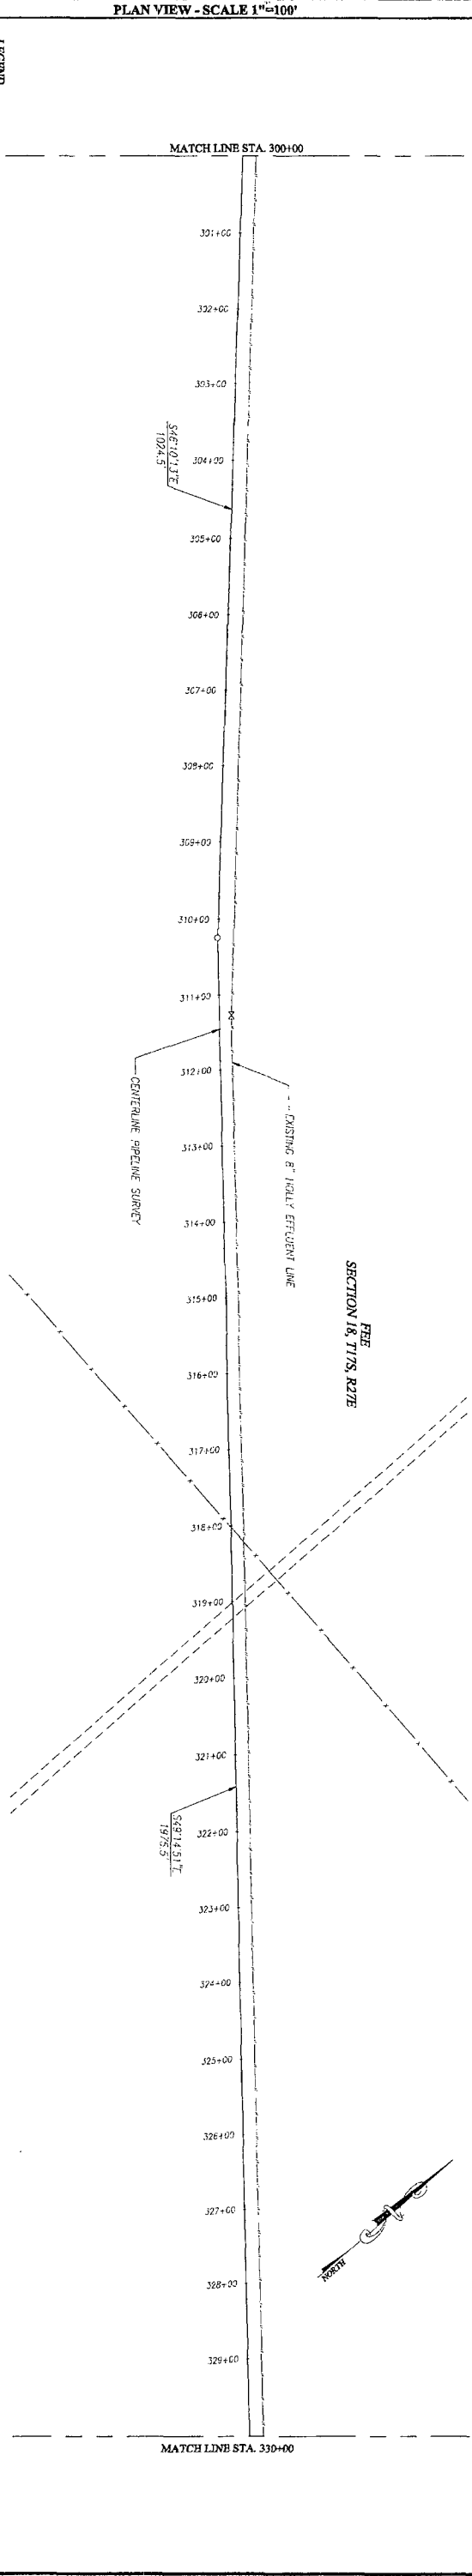 PLAN VIEW - SCALE 1"=100'
LEGEND
MATCH LINE STA. 300+00
301+00
302+00
303+00
S46°10'13"E
1024.5'
304+00
305+00
306+00
307+00
308+00
309+00
310+00
311+00
312+00
CENTERLINE PIPELINE SURVEY
EXISTING 8" HOLLY EFFLUENT LINE
313+00
314+00
FEE
SECTION 18, T17S, R27E
315+00
316+00
317+00
318+00
319+00
320+00
321+00
S49°14'51"E
1975.5'
322+00
323+00
324+00
325+00
326+00
327+00
NORTH
328+00
329+00
MATCH LINE STA. 330+00